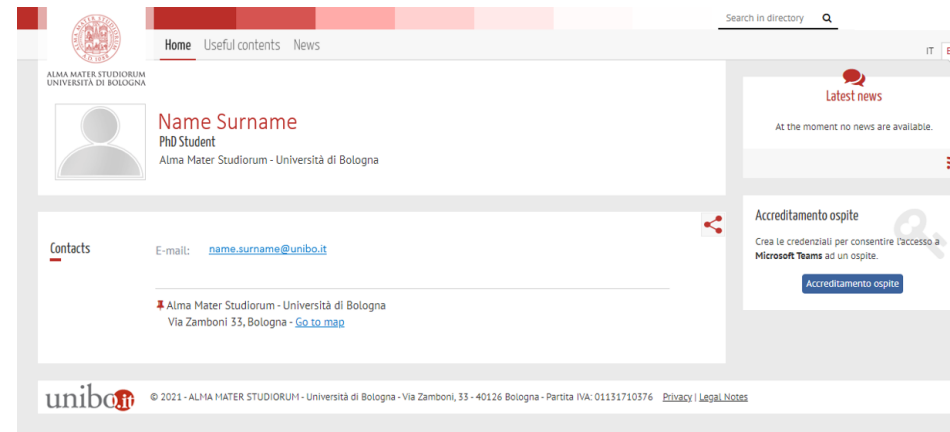 Search in directory
Home Useful contents News
IT
ALMA MATER STUDIORUM
UNIVERSITÀ DI BOLOGNA
Name Surname
PhD Student
Alma Mater Studiorum - Università di Bologna
Latest news
At the moment no news are available.
Contacts
E-mail: name.surname@unibo.it
Alma Mater Studiorum - Università di Bologna
Via Zamboni 33, Bologna - Go to map
Accreditamento ospite
Crea le credenziali per consentire l'accesso a
Microsoft Teams ad un ospite.
Accreditamento ospite
unibo.it
© 2021 - ALMA MATER STUDIORUM - Università di Bologna - Via Zamboni, 33 - 40126 Bologna - Partita IVA: 01131710376 Privacy | Legal Notes